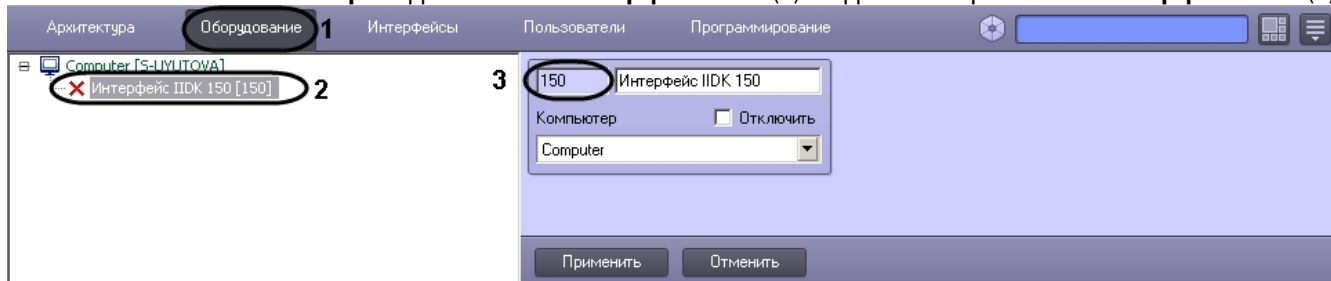 Архитектура Оборудование 1 Интерфейсы Пользователи Программирование
Computer [S-UYUTOVA]
Интерфейс IIDK 150 [150] 2
3 150 Интерфейс IIDK 150
Компьютер Отключить
Computer
Применить Отменить